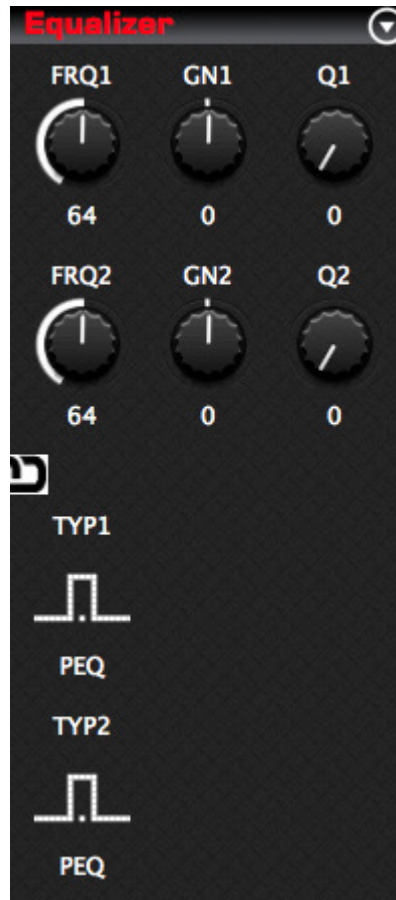 Equalizer
FRQ1 GN1 Q1
64 0 0
FRQ2 GN2 Q2
64 0 0
TYP1
PEQ
TYP2
PEQ